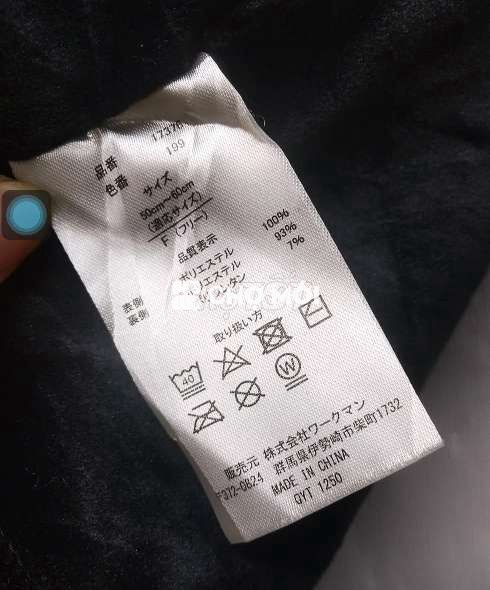 品番 17376
色番 199
サイズ
50cm～60cm
(適応サイズ)
F (フリー)
品質表示
表側 ポリエステル 100%
裏側 ポリエステル 93%
ポリウレタン 7%
CHỢ MỚI
取り扱い方
40
W
販売元 株式会社ワークマン
〒372-0824 群馬県伊勢崎市柴町1732
MADE IN CHINA
QYT 1250